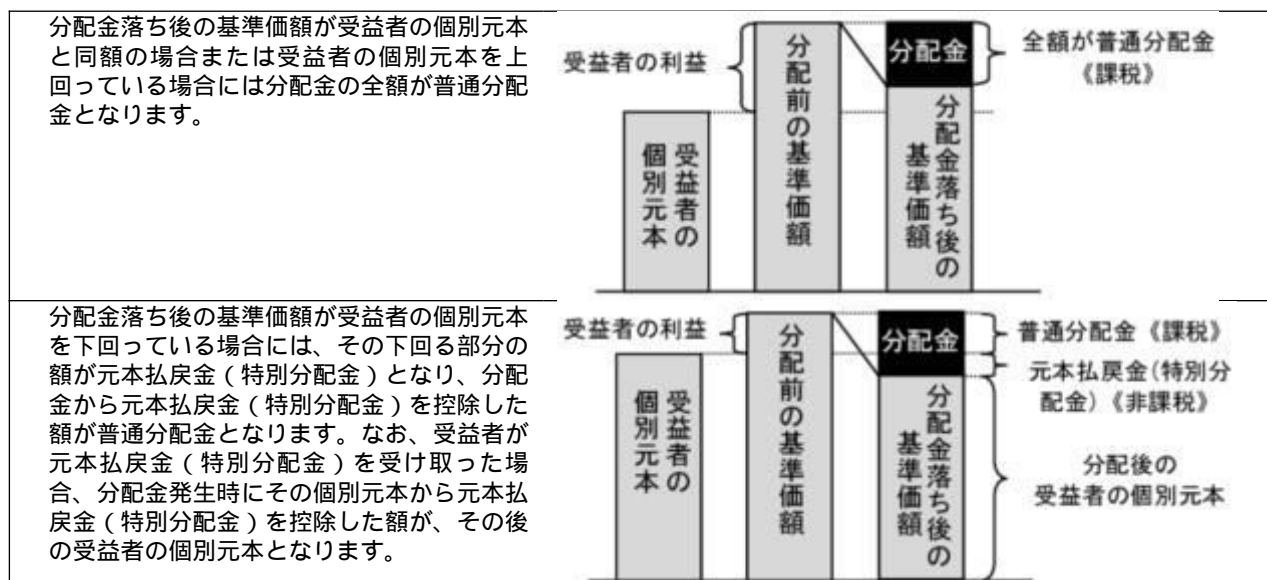 分配金落ち後の基準価額が受益者の個別元本
と同額の場合または受益者の個別元本を上
回っている場合には分配金の全額が普通分配
金となります。
受益者の利益
受益者の
個別元本
分配前の基準価額
分配金
分配金落ち後の
基準価額
全額が普通分配金
《課税》
分配金落ち後の基準価額が受益者の個別元本
を下回っている場合には、その下回る部分の
額が元本払戻金(特別分配金)となり、分配
金から元本払戻金(特別分配金)を控除した
額が普通分配金となります。なお、受益者が
元本払戻金(特別分配金)を受け取った場
合、分配金発生時にその個別元本から元本払
戻金(特別分配金)を控除した額が、その後
の受益者の個別元本となります。
受益者の利益
受益者の
個別元本
分配前の基準価額
分配金
分配金落ち後の
基準価額
普通分配金《課税》
元本払戻金(特別分
配金)《非課税》
分配後の
受益者の個別元本